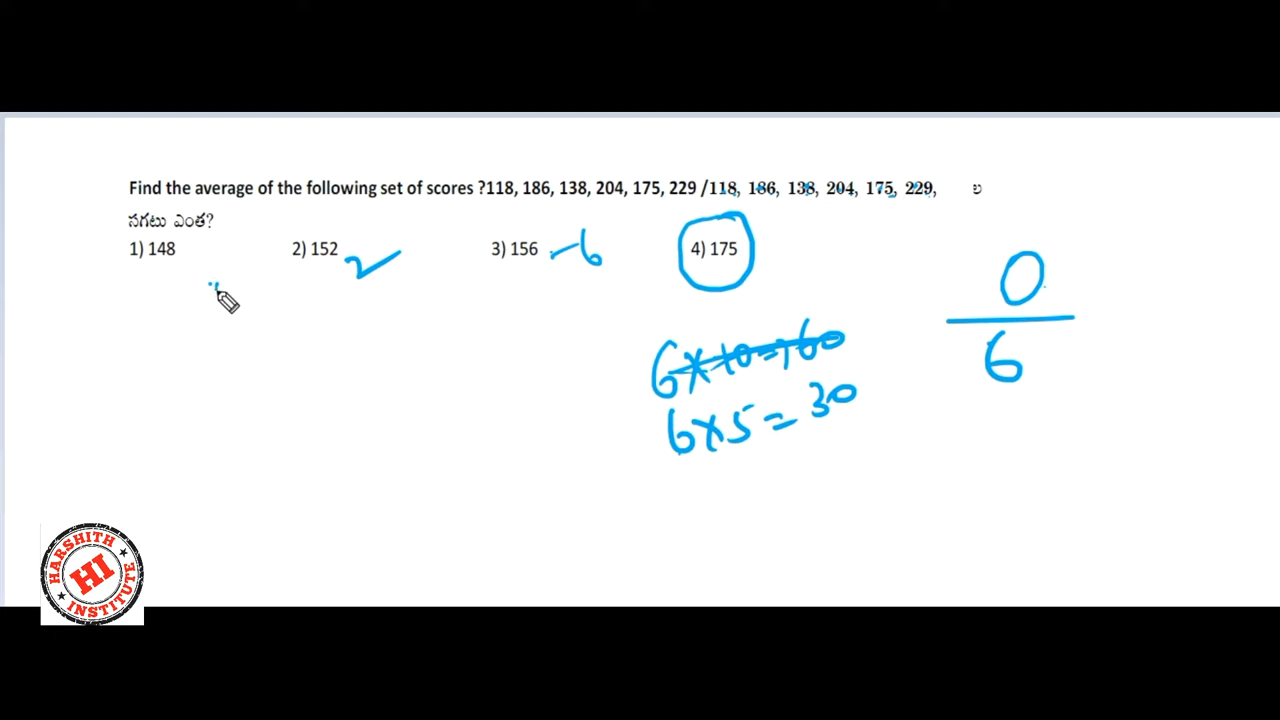 Find the average of the following set of scores ?118, 186, 138, 204, 175, 229 /118, 186, 138, 204, 175, 229, ల
సగటు ఎంత?
1) 148 2) 152 2 3) 156 -6 4) 175
0
6
6×10=60
6×5=30
HARSHITH
HI
INSTITUTE